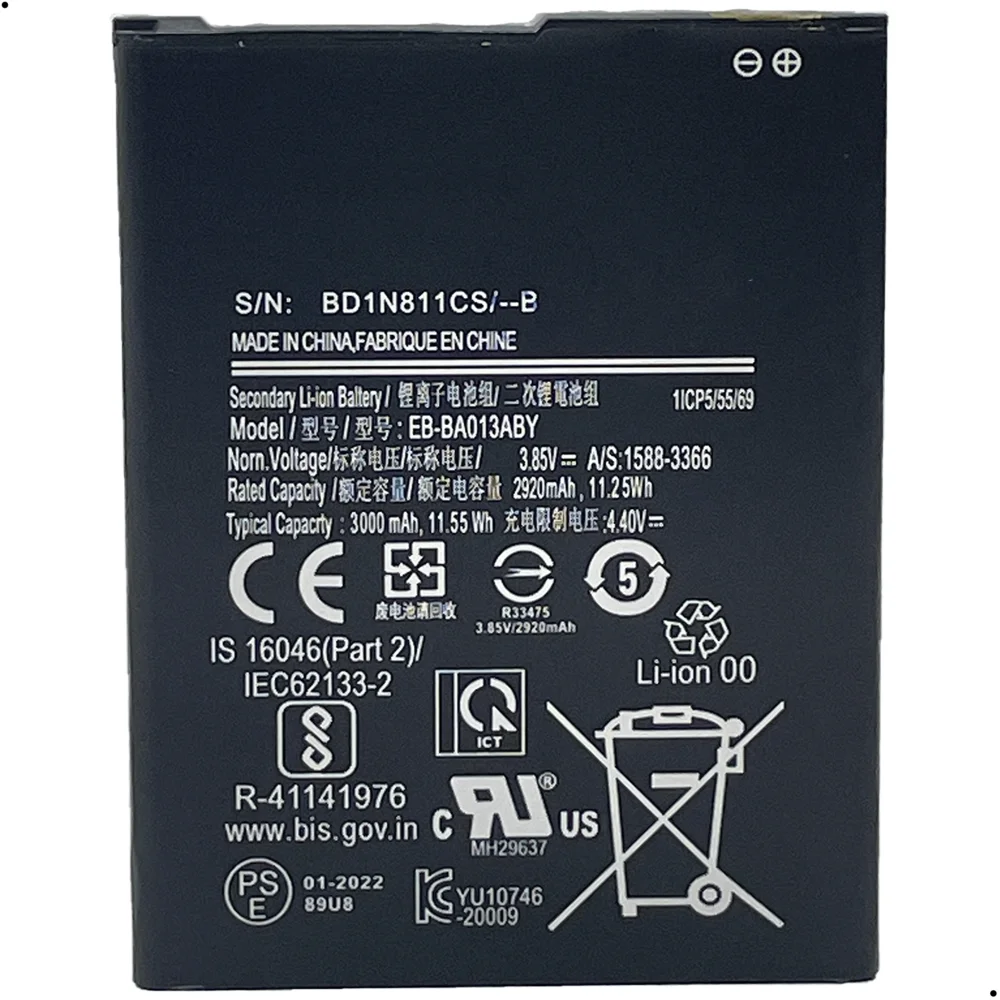 S/N: BD1N811CS/--B
MADE IN CHINA,FABRIQUE EN CHINE
Secondary Li-ion Battery / 锂离子电池组/ 二次锂電池组
1ICP5/55/69
Model / 型号 / 型号: EB-BA013ABY
Norn.Voltage/标称电压/标称电压/ 3.85V⎓ A/S:1588-3366
Rated Capacity /额定容量/ 额定电容量 2920mAh, 11.25Wh
Typical Capacrty : 3000 mAh, 11.55 Wh 充电限制电压:4.40V⎓
CE
废电池请回收
R33475
3.85V/2920mAh
5
IS 16046(Part 2)/
IEC62133-2
Li-ion 00
ICT
R-41141976
www.bis.gov.in
C RU® US
MH29637
PS
E
01-2022
89U8
YU10746
-20009